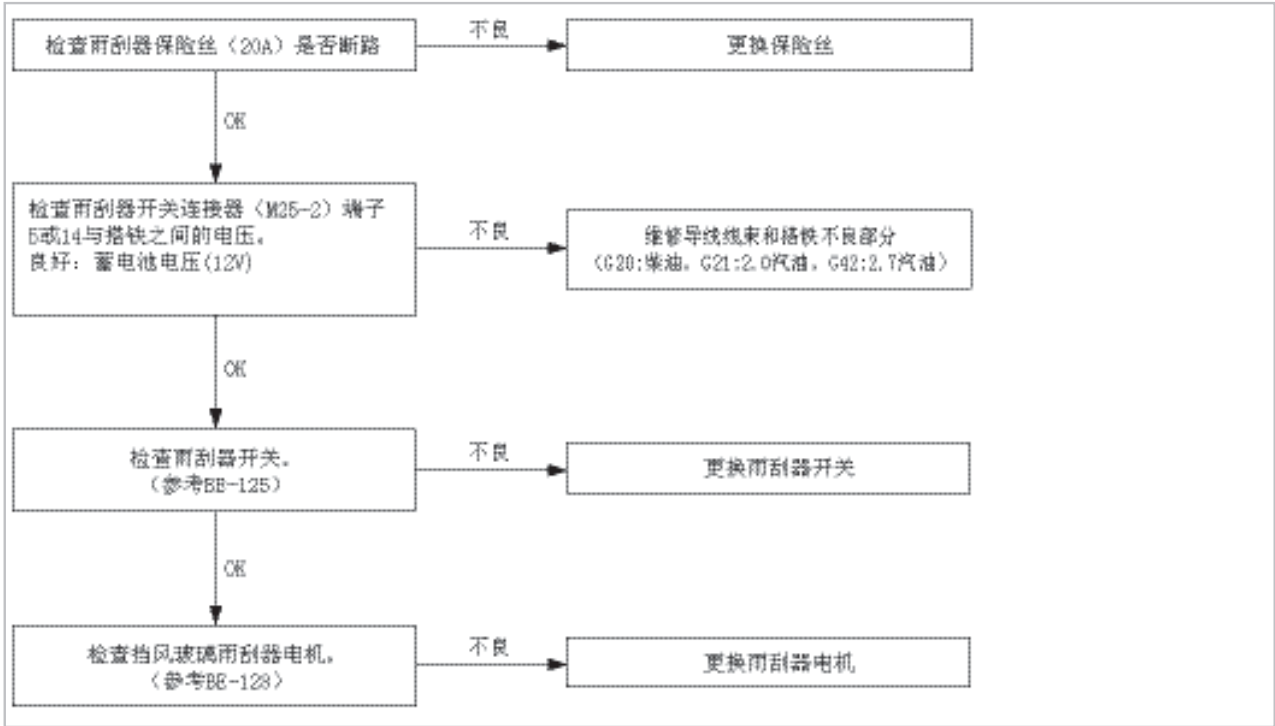 检查雨刮器保险丝（20A）是否断路
不良
更换保险丝
OK
检查雨刮器开关连接器（M25-2）端子
5或14与搭铁之间的电压。
良好：蓄电池电压(12V)
不良
维修导线线束和搭铁不良部分
（G20:柴油，G21:2.0汽油，G42:2.7汽油）
OK
检查雨刮器开关。
（参考BE-125）
不良
更换雨刮器开关
OK
检查挡风玻璃雨刮器电机。
（参考BE-128）
不良
更换雨刮器电机